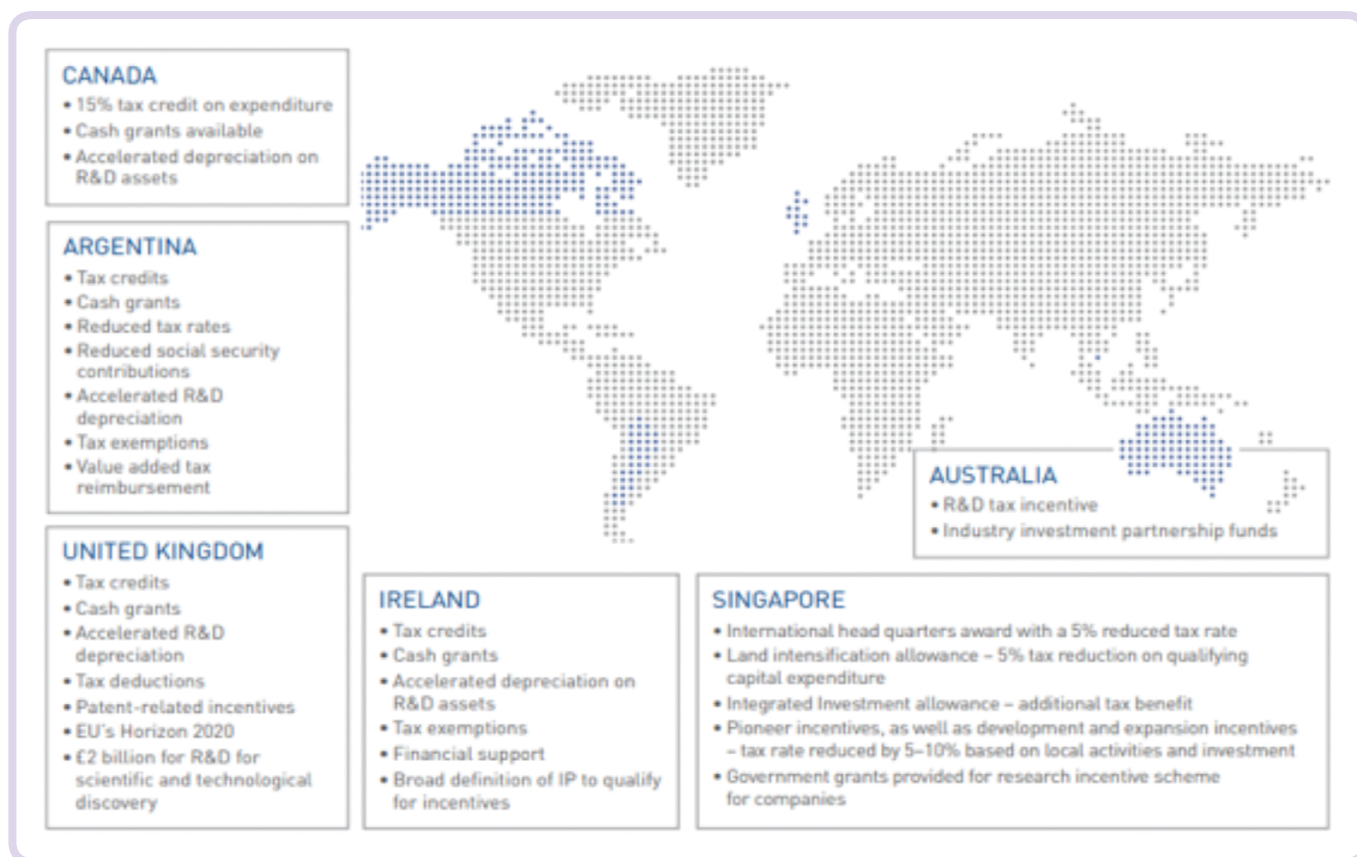 CANADA
• 15% tax credit on expenditure
• Cash grants available
• Accelerated depreciation on
R&D assets
ARGENTINA
• Tax credits
• Cash grants
• Reduced tax rates
• Reduced social security
contributions
• Accelerated R&D
depreciation
• Tax exemptions
• Value added tax
reimbursement
UNITED KINGDOM
• Tax credits
• Cash grants
• Accelerated R&D
depreciation
• Tax deductions
• Patent-related incentives
• EU's Horizon 2020
• £2 billion for R&D for
scientific and technological
discovery
IRELAND
• Tax credits
• Cash grants
• Accelerated depreciation on
R&D assets
• Tax exemptions
• Financial support
• Broad definition of IP to qualify
for incentives
AUSTRALIA
• R&D tax incentive
• Industry investment partnership funds
SINGAPORE
• International head quarters award with a 5% reduced tax rate
• Land intensification allowance – 5% tax reduction on qualifying
capital expenditure
• Integrated Investment allowance – additional tax benefit
• Pioneer incentives, as well as development and expansion incentives
– tax rate reduced by 5–10% based on local activities and investment
• Government grants provided for research incentive scheme
for companies